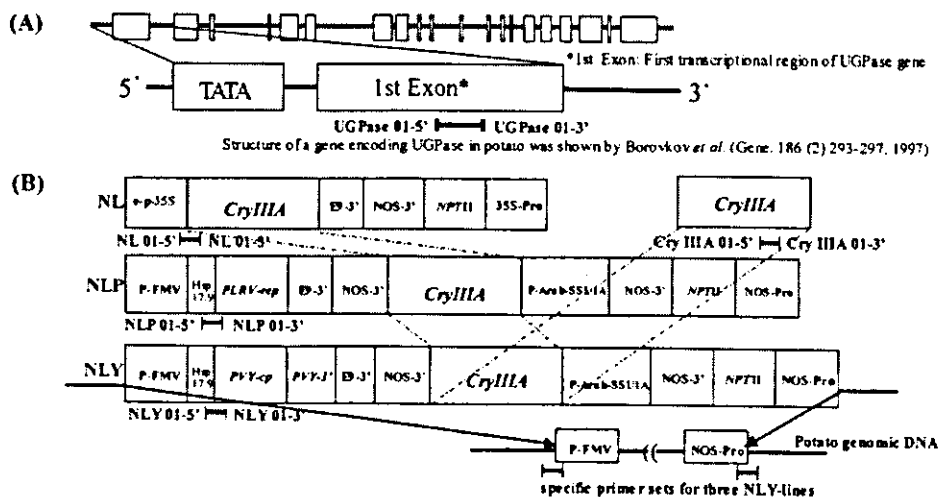 (A)
*1st Exon: First transcriptional region of UGPase gene
5' TATA 1st Exon* 3'
UGPase 01-5' UGPase 01-3'
Structure of a gene encoding UGPase in potato was shown by Borovkov et al. (Gene. 186 (2) 293-297, 1997)
(B)
NL e-p35S CryIIIA E9-3' NOS-3' NPTII 35S-Pro CryIIIA
NL 01-5' NL 01-5' Cry IIIA 01-5' Cry IIIA 01-3'
NLP P-FMV Hsp 17.9 PLRV-rep E9-3' NOS-3' CryIIIA P-Arab-SSU1A NOS-3' NPTII NOS-Pro
NLP 01-5' NLP 01-3'
NLY P-FMV Hsp 17.9 PVY-cp PVY-3' E9-3' NOS-3' CryIIIA P-Arab-SSU1A NOS-3' NPTII NOS-Pro
NLY 01-5' NLY 01-3'
P-FMV NOS-Pro Potato genomic DNA
specific primer sets for three NLY-lines